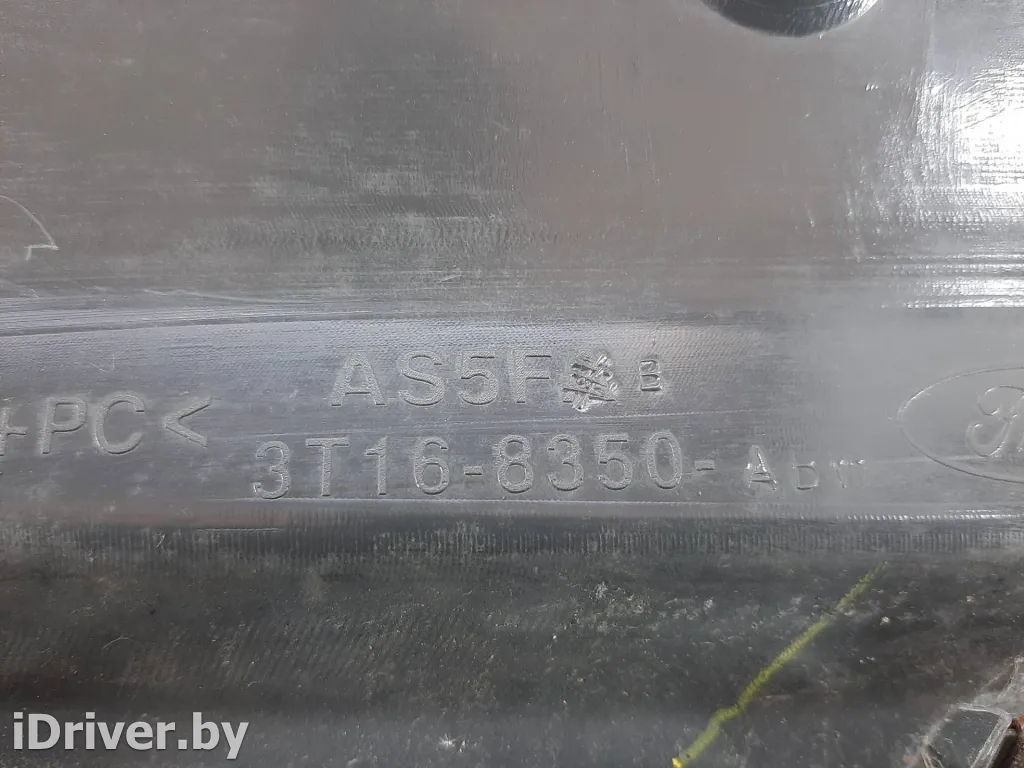 AS5F B
+PC<
3T16-8350-
iDriver.by